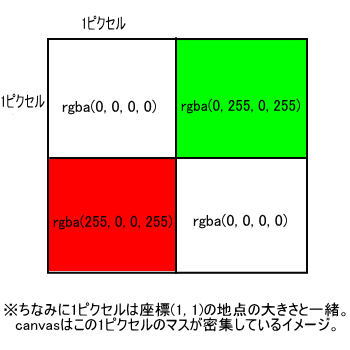 1ピクセル
1ピクセル
rgba(0, 0, 0, 0)
rgba(0, 255, 0, 255)
rgba(255, 0, 0, 255)
rgba(0, 0, 0, 0)
※ちなみに1ピクセルは座標(1, 1)の地点の大きさと一緒。
canvasはこの1ピクセルのマスが密集しているイメージ。